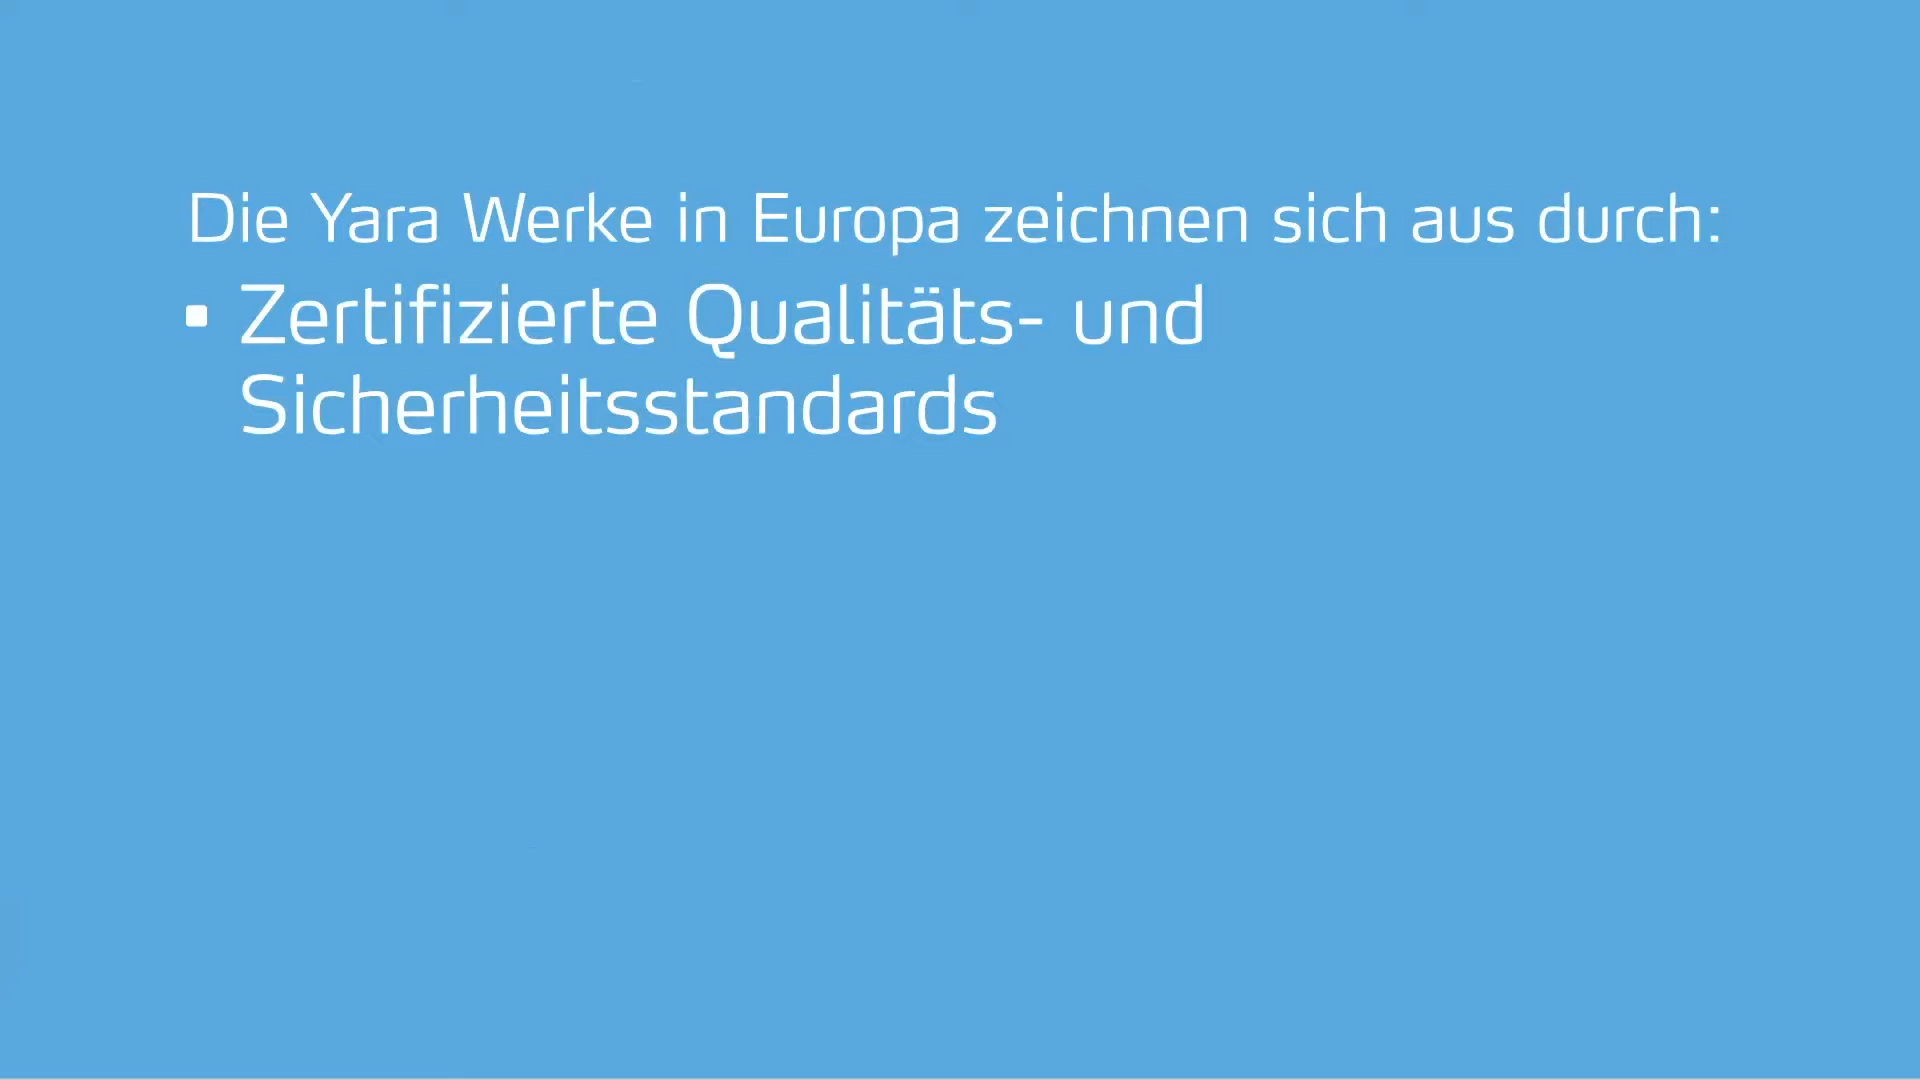 Die Yara Werke in Europa zeichnen sich aus durch:
▪ Zertifizierte Qualitäts- und
Sicherheitsstandards